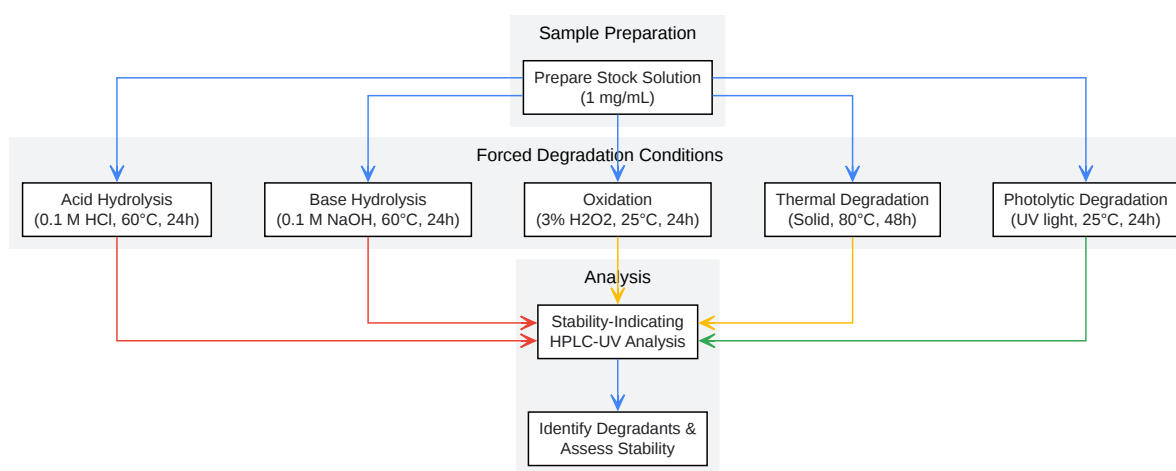 Sample Preparation
Prepare Stock Solution
(1 mg/mL)
Forced Degradation Conditions
Acid Hydrolysis
(0.1 M HCl, 60°C, 24h)
Base Hydrolysis
(0.1 M NaOH, 60°C, 24h)
Oxidation
(3% H2O2, 25°C, 24h)
Thermal Degradation
(Solid, 80°C, 48h)
Photolytic Degradation
(UV light, 25°C, 24h)
Analysis
Stability-Indicating
HPLC-UV Analysis
Identify Degradants &
Assess Stability